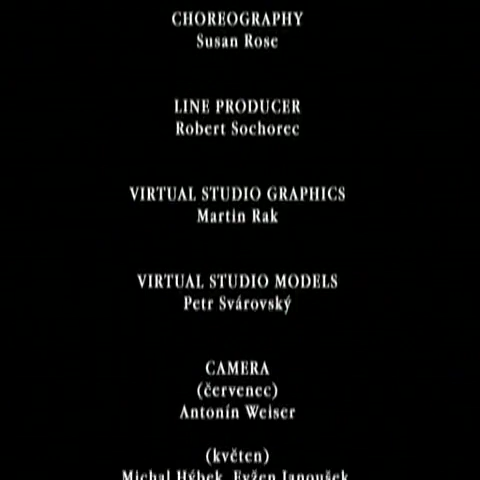 CHOREOGRAPHY
Susan Rose
LINE PRODUCER
Robert Sochorec
VIRTUAL STUDIO GRAPHICS
Martin Rak
VIRTUAL STUDIO MODELS
Petr Svárovský
CAMERA
(červenec)
Antonín Weiser
(květen)
Michal Hýbek, Evžen Janoušek